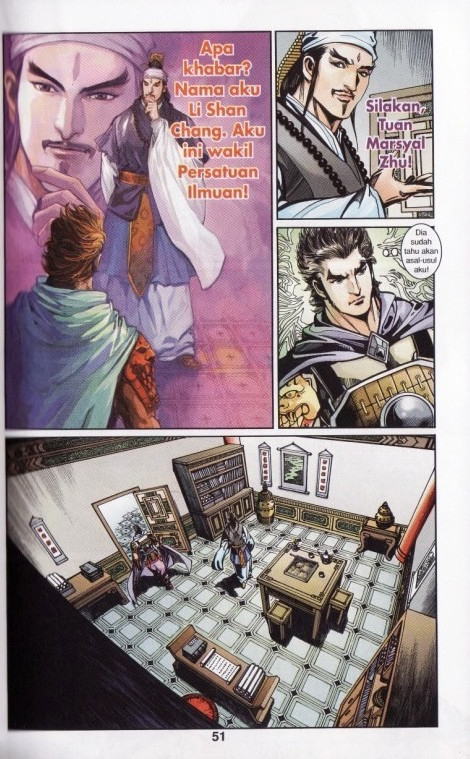 Apa
khabar?
Nama aku
Li Shan
Chang. Aku
ini wakil
Persatuan
Ilmuan!
Silakan,
Tuan
Marsyal
Zhu!
Dia
sudah
tahu akan
asal-usul
aku!
51